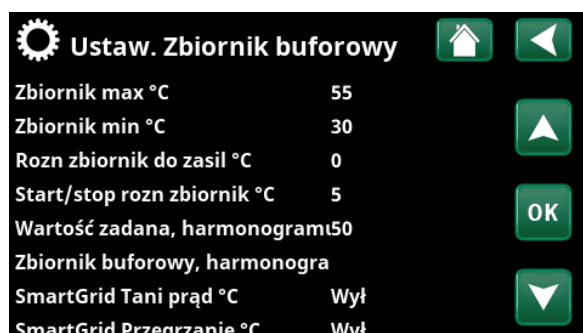 Ustaw. Zbiornik buforowy
Zbiornik max °C 55
Zbiornik min °C 30
Rozn zbiornik do zasil °C 0
Start/stop rozn zbiornik °C 5
Wartość zadana, harmonogramu 50
OK
Zbiornik buforowy, harmonogra
SmartGrid Tani prąd °C Wył
SmartGrid Przegrzanie °C Wył